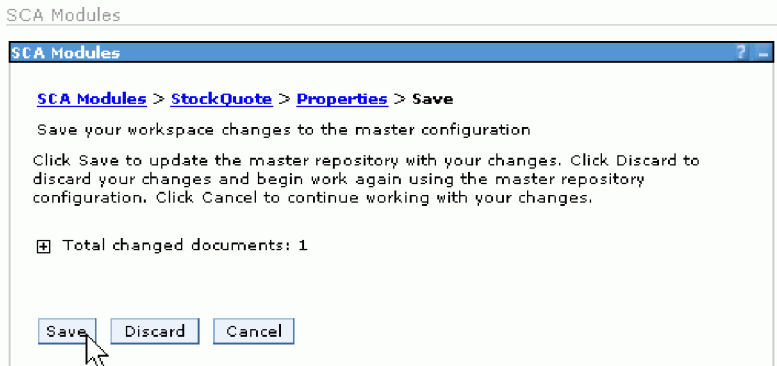 SCA Modules
SCA Modules ? –
SCA Modules > StockQuote > Properties > Save
Save your workspace changes to the master configuration
Click Save to update the master repository with your changes. Click Discard to
discard your changes and begin work again using the master repository
configuration. Click Cancel to continue working with your changes.
Total changed documents: 1
Save Discard Cancel